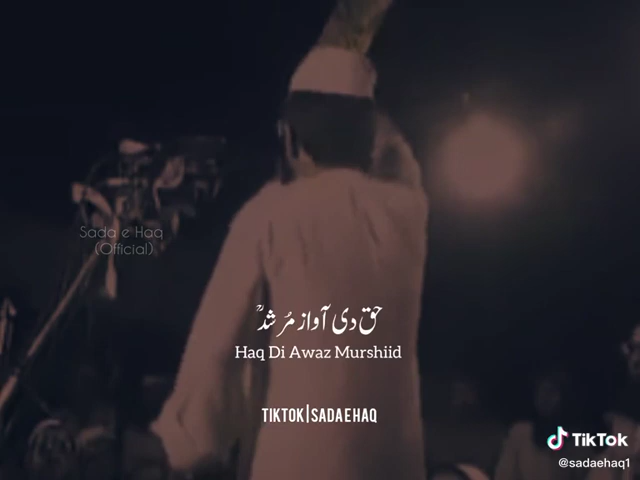 Sada e Haq
(Official)
حق دی آواز مُرشدؒ
Haq Di Awaz Murshiid
TIKTOK | SADAEHAQ
TikTok
@sadaehaq1